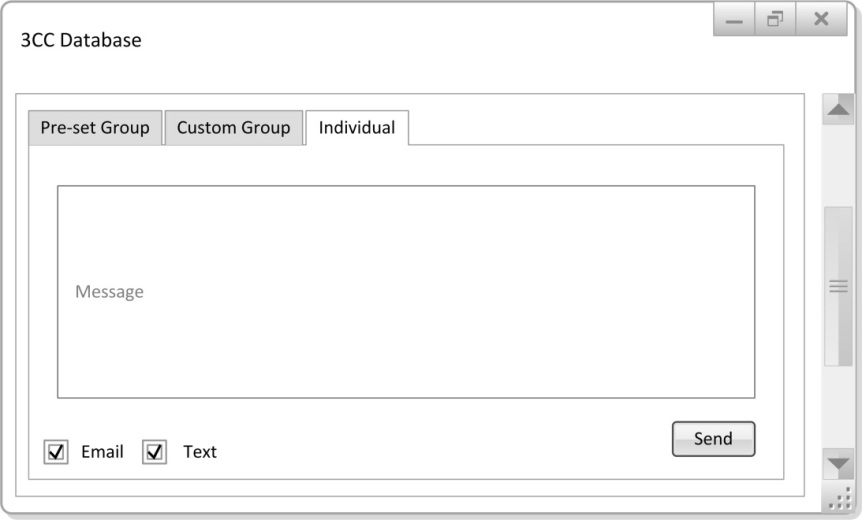 3CC Database
Pre-set Group Custom Group Individual
Message
Send
Email Text